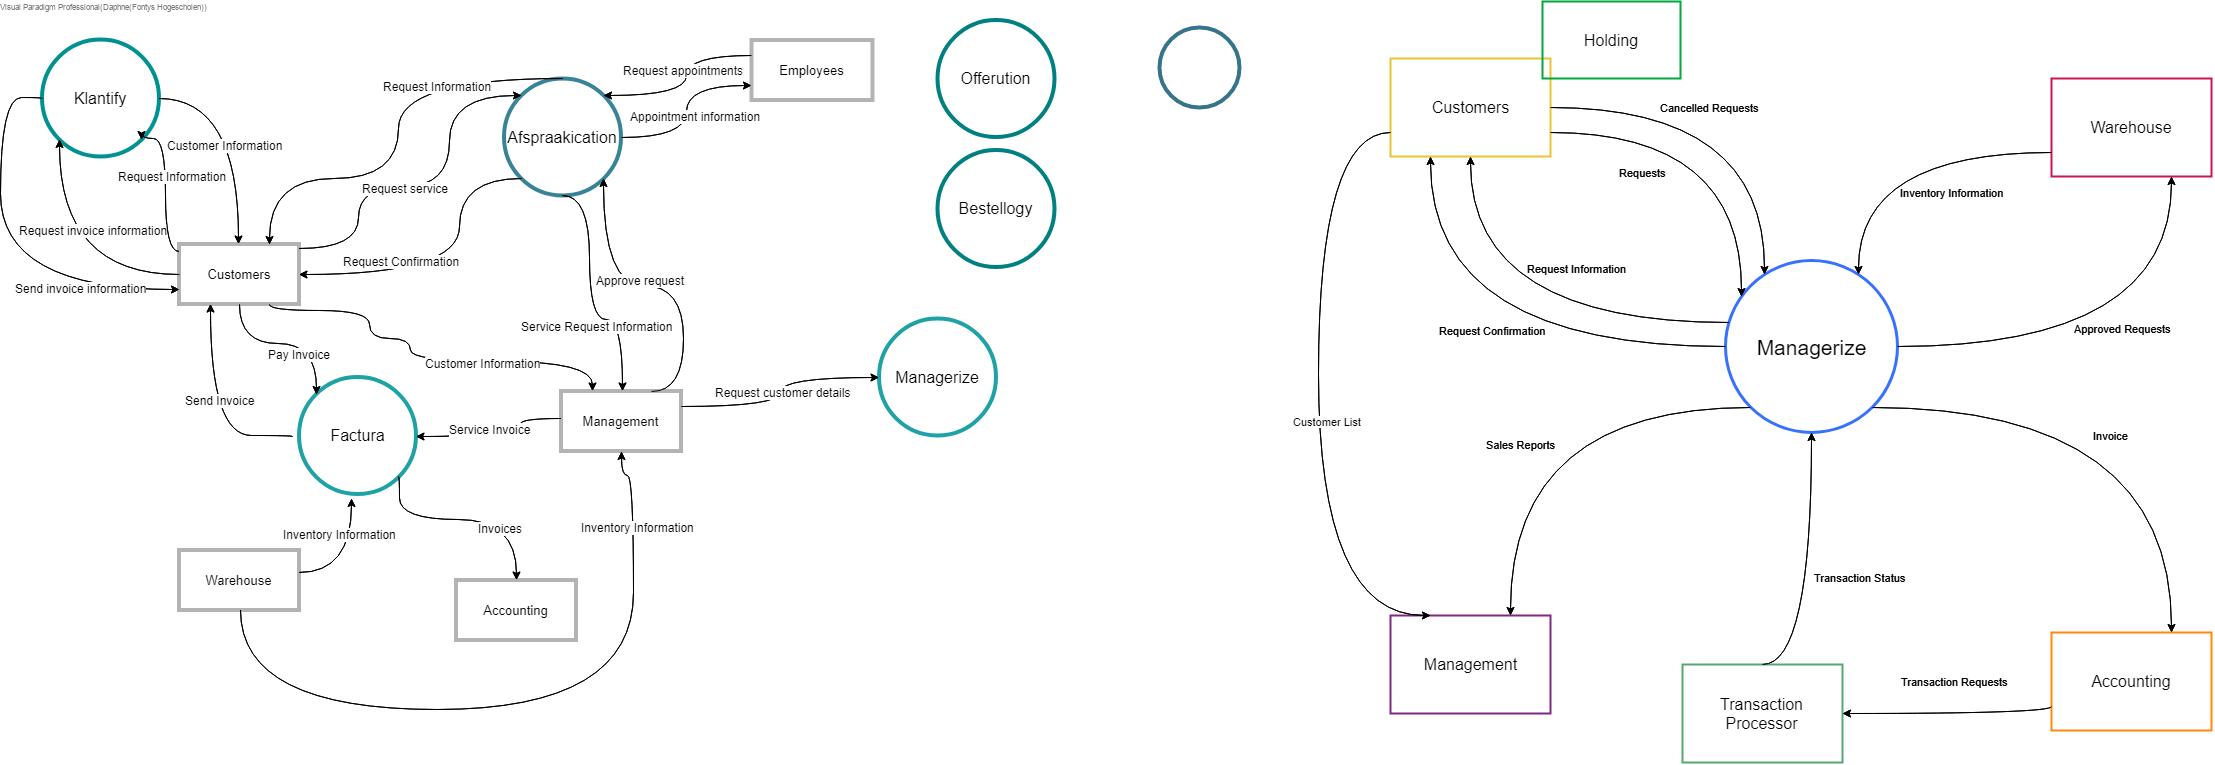 Visual Paradigm Professional(Daphne(Fontys Hogescholen))
Klantify
Request Information
Request appointments
Employees
Appointment information
Afspraakication
Customer Information
Request Information
Request service
Request invoice information
Request Confirmation
Customers
Send invoice information
Approve request
Service Request Information
Pay Invoice
Customer Information
Send Invoice
Request customer details
Managerize
Management
Service Invoice
Factura
Inventory Information
Invoices
Inventory Information
Warehouse
Accounting
Offerution
Bestellogy
Holding
Customers
Cancelled Requests
Warehouse
Requests
Inventory Information
Request Information
Request Confirmation
Approved Requests
Managerize
Customer List
Sales Reports
Invoice
Transaction Status
Management
Transaction Requests
Accounting
Transaction
Processor